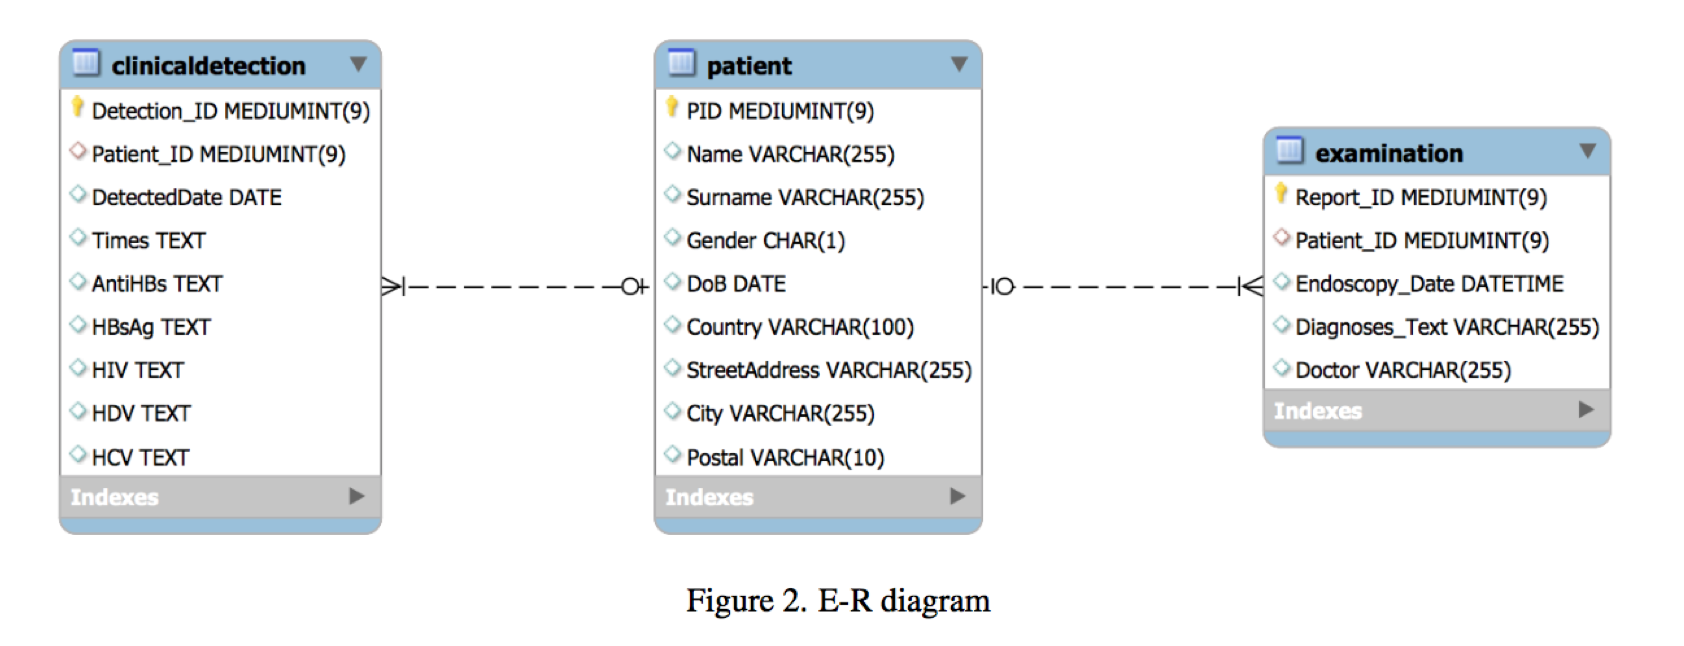 clinicaldetection
Detection_ID MEDIUMINT(9)
Patient_ID MEDIUMINT(9)
DetectedDate DATE
Times TEXT
AntiHBs TEXT
HBsAg TEXT
HIV TEXT
HDV TEXT
HCV TEXT
Indexes
patient
PID MEDIUMINT(9)
Name VARCHAR(255)
Surname VARCHAR(255)
Gender CHAR(1)
DoB DATE
Country VARCHAR(100)
StreetAddress VARCHAR(255)
City VARCHAR(255)
Postal VARCHAR(10)
Indexes
examination
Report_ID MEDIUMINT(9)
Patient_ID MEDIUMINT(9)
Endoscopy_Date DATETIME
Diagnoses_Text VARCHAR(255)
Doctor VARCHAR(255)
Indexes
Figure 2. E-R diagram